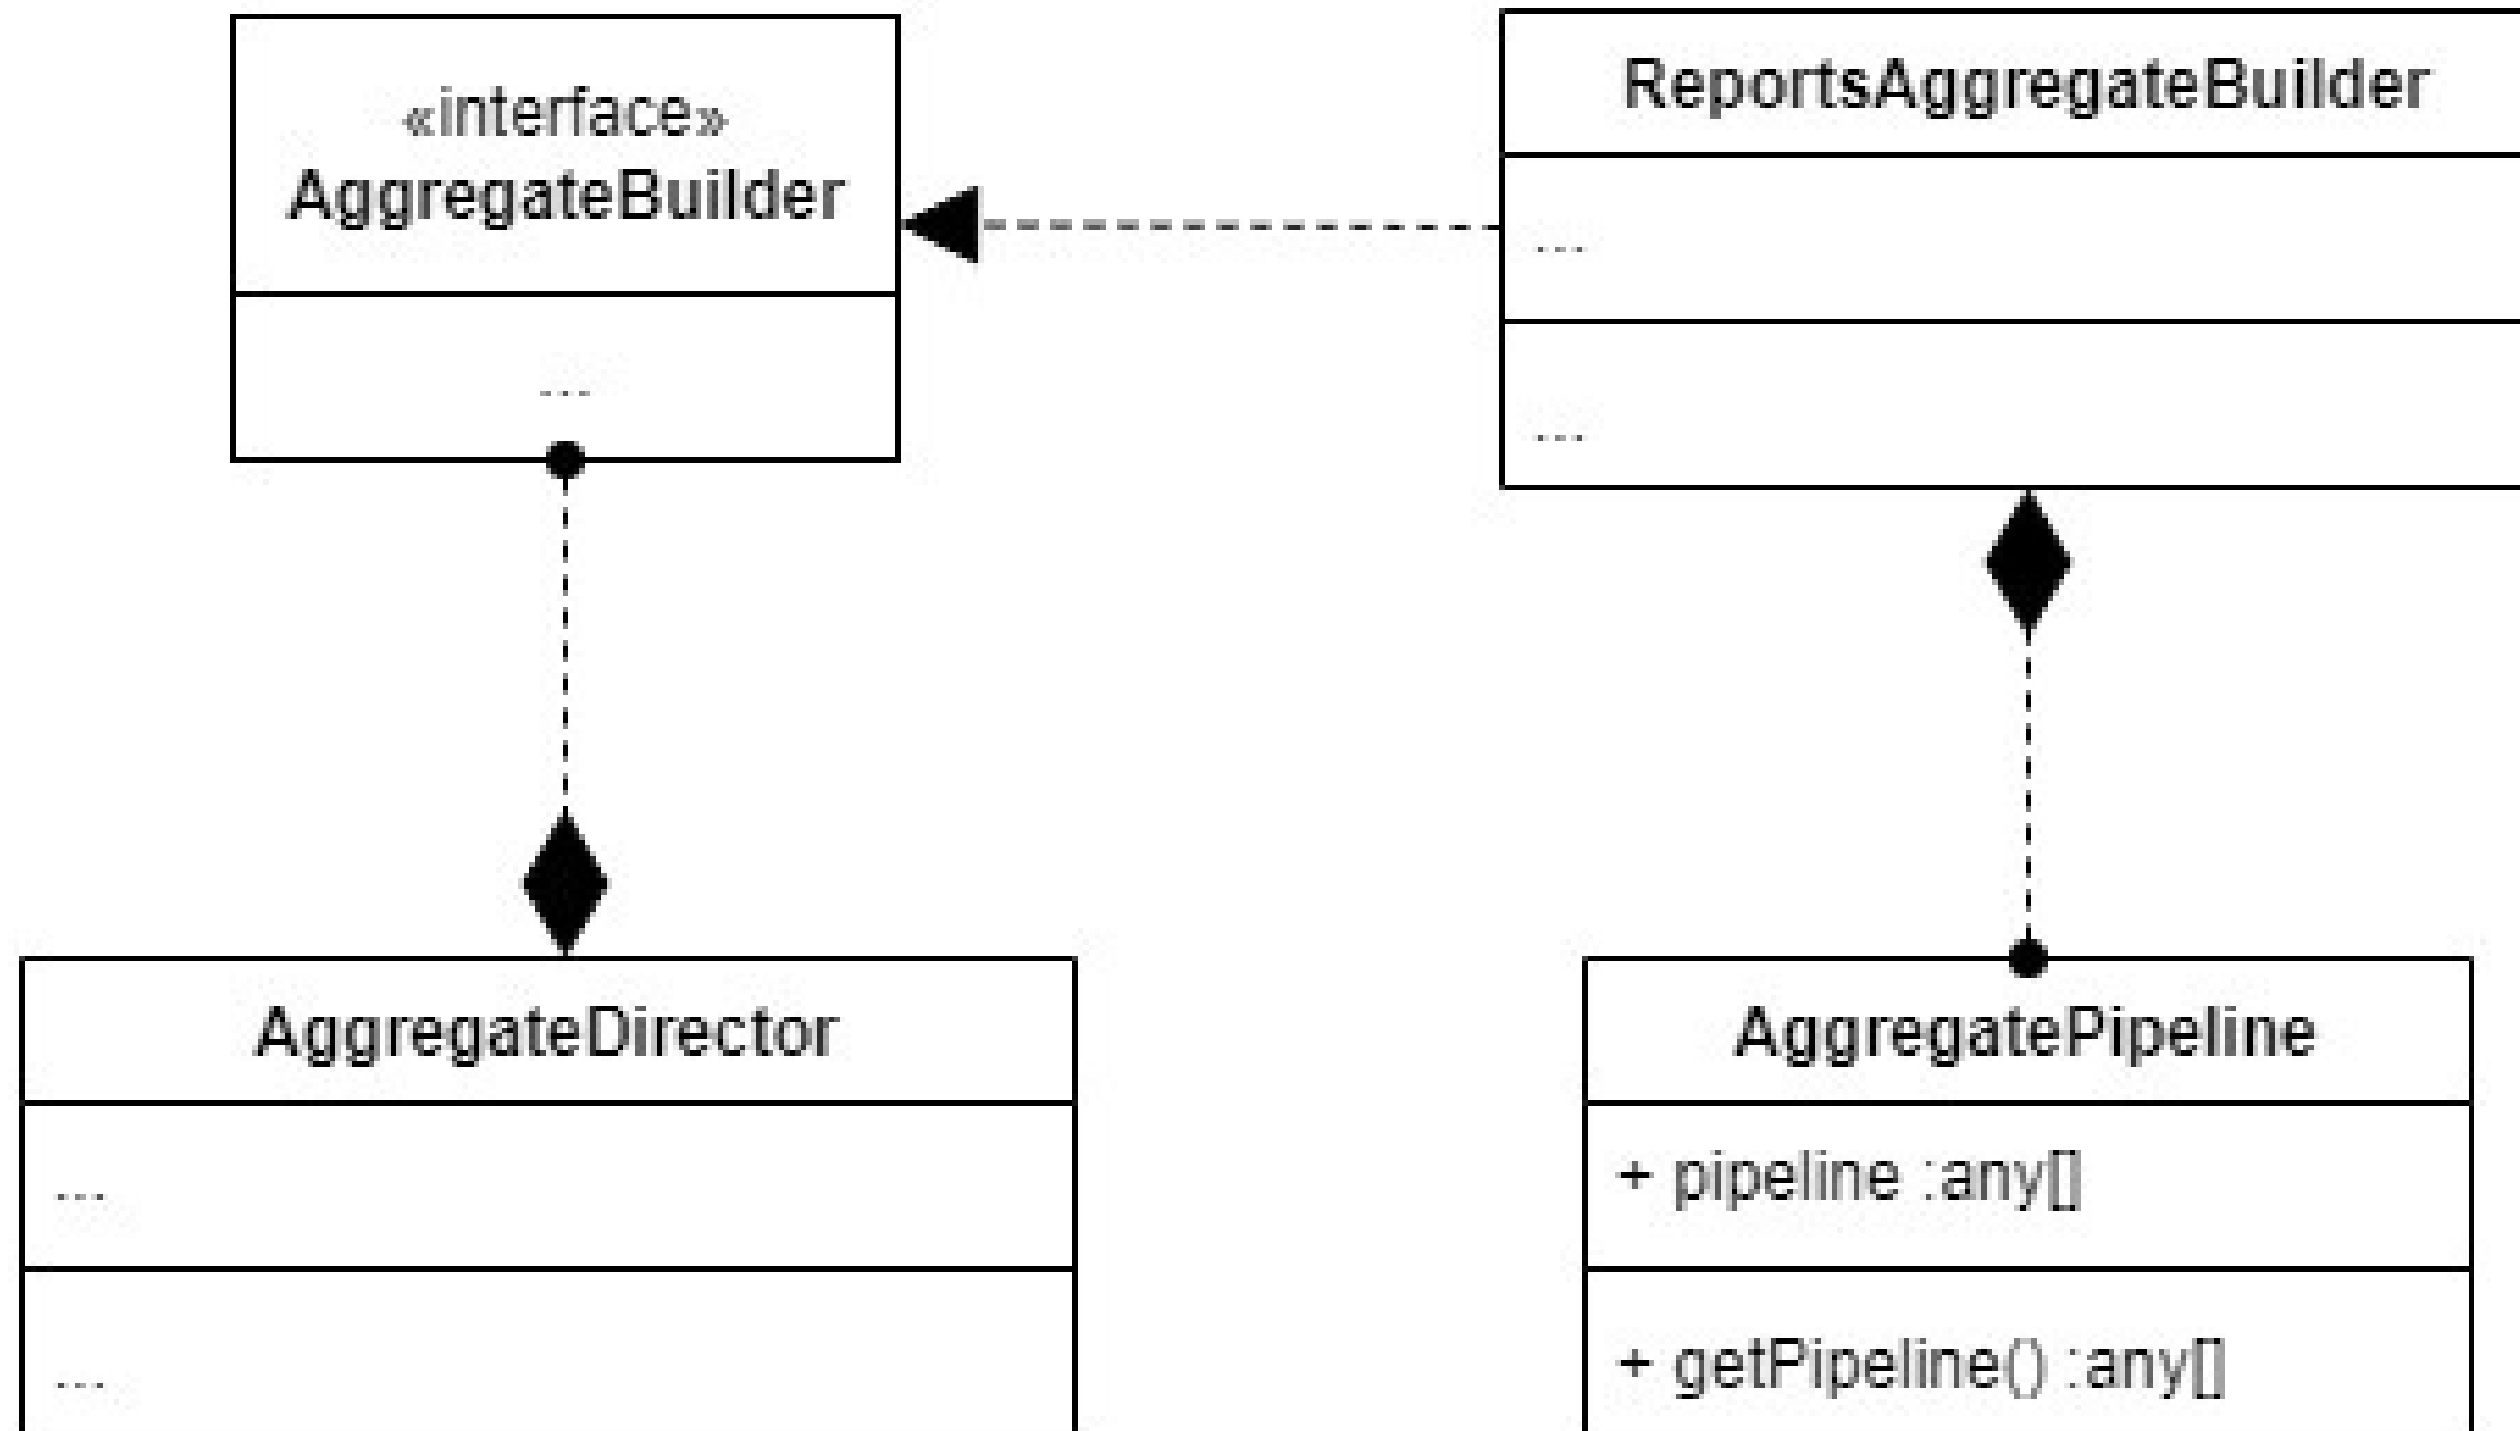 «interface»
AggregateBuilder
...
ReportsAggregateBuilder
...
...
AggregateDirector
...
...
AggregatePipeline
+ pipeline :any[]
+ getPipeline() :any[]